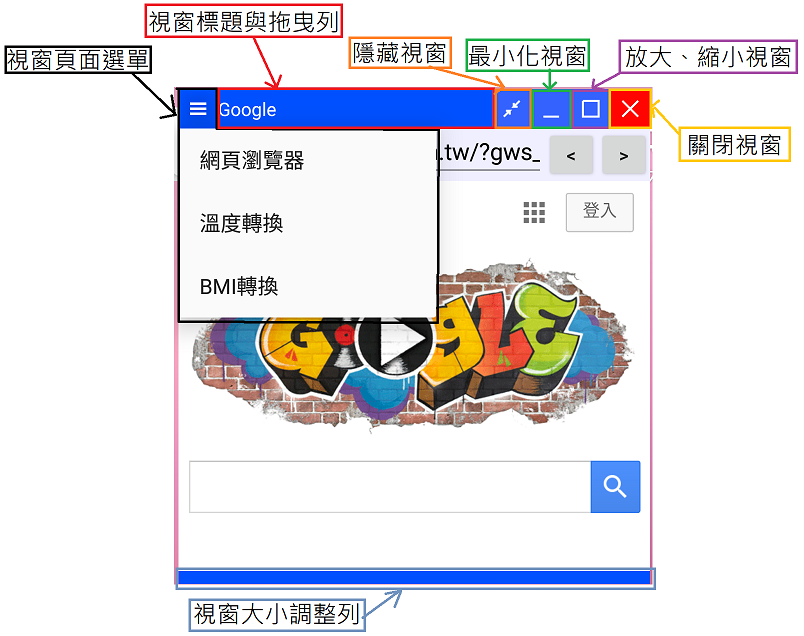 視窗標題與拖曳列
隱藏視窗
最小化視窗
放大、縮小視窗
視窗頁面選單
Google
關閉視窗
網頁瀏覽器
.tw/?gws_
<
>
溫度轉換
登入
BMI轉換
GOOGLE
視窗大小調整列